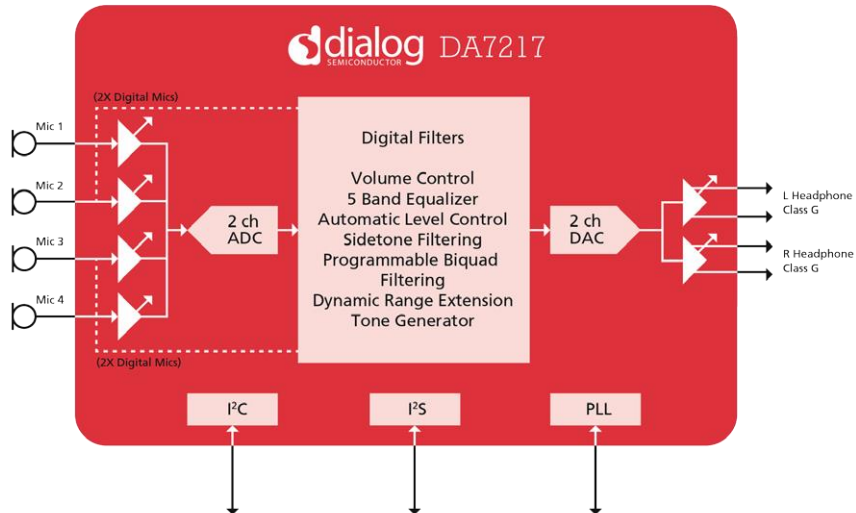 dialog DA7217
SEMICONDUCTOR
(2X Digital Mics)
Mic 1
Mic 2
Mic 3
Mic 4
(2X Digital Mics)
2 ch
ADC
Digital Filters
Volume Control
5 Band Equalizer
Automatic Level Control
Sidetone Filtering
Programmable Biquad
Filtering
Dynamic Range Extension
Tone Generator
2 ch
DAC
L Headphone
Class G
R Headphone
Class G
I²C
I²S
PLL